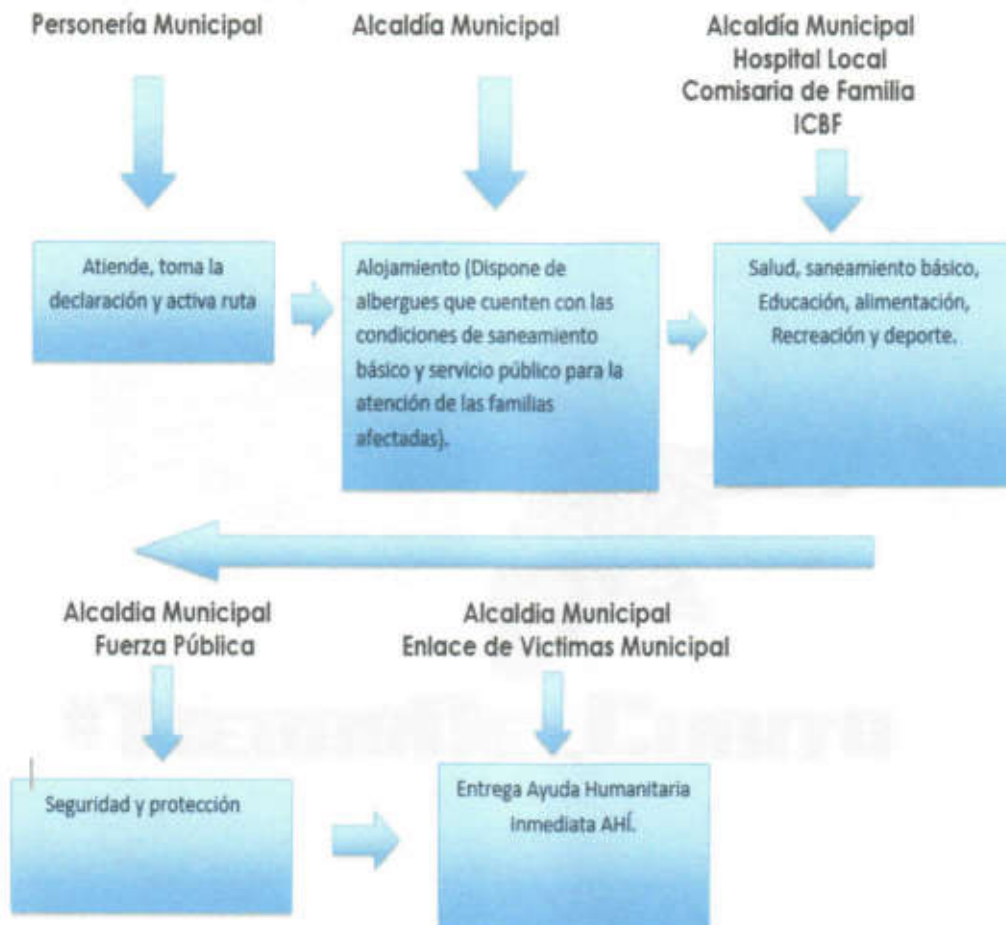 Personería Municipal
Alcaldía Municipal
Alcaldía Municipal
Hospital Local
Comisaria de Familia
ICBF
Atiende, toma la
declaración y activa ruta
Alojamiento (Dispone de
albergues que cuenten con las
condiciones de saneamiento
básico y servicio público para la
atención de las familias
afectadas).
Salud, saneamiento básico,
Educación, alimentación,
Recreación y deporte.
Alcaldia Municipal
Fuerza Pública
Alcaldia Municipal
Enlace de Victimas Municipal
Seguridad y protección
Entrega Ayuda Humanitaria
Inmediata AHÍ.